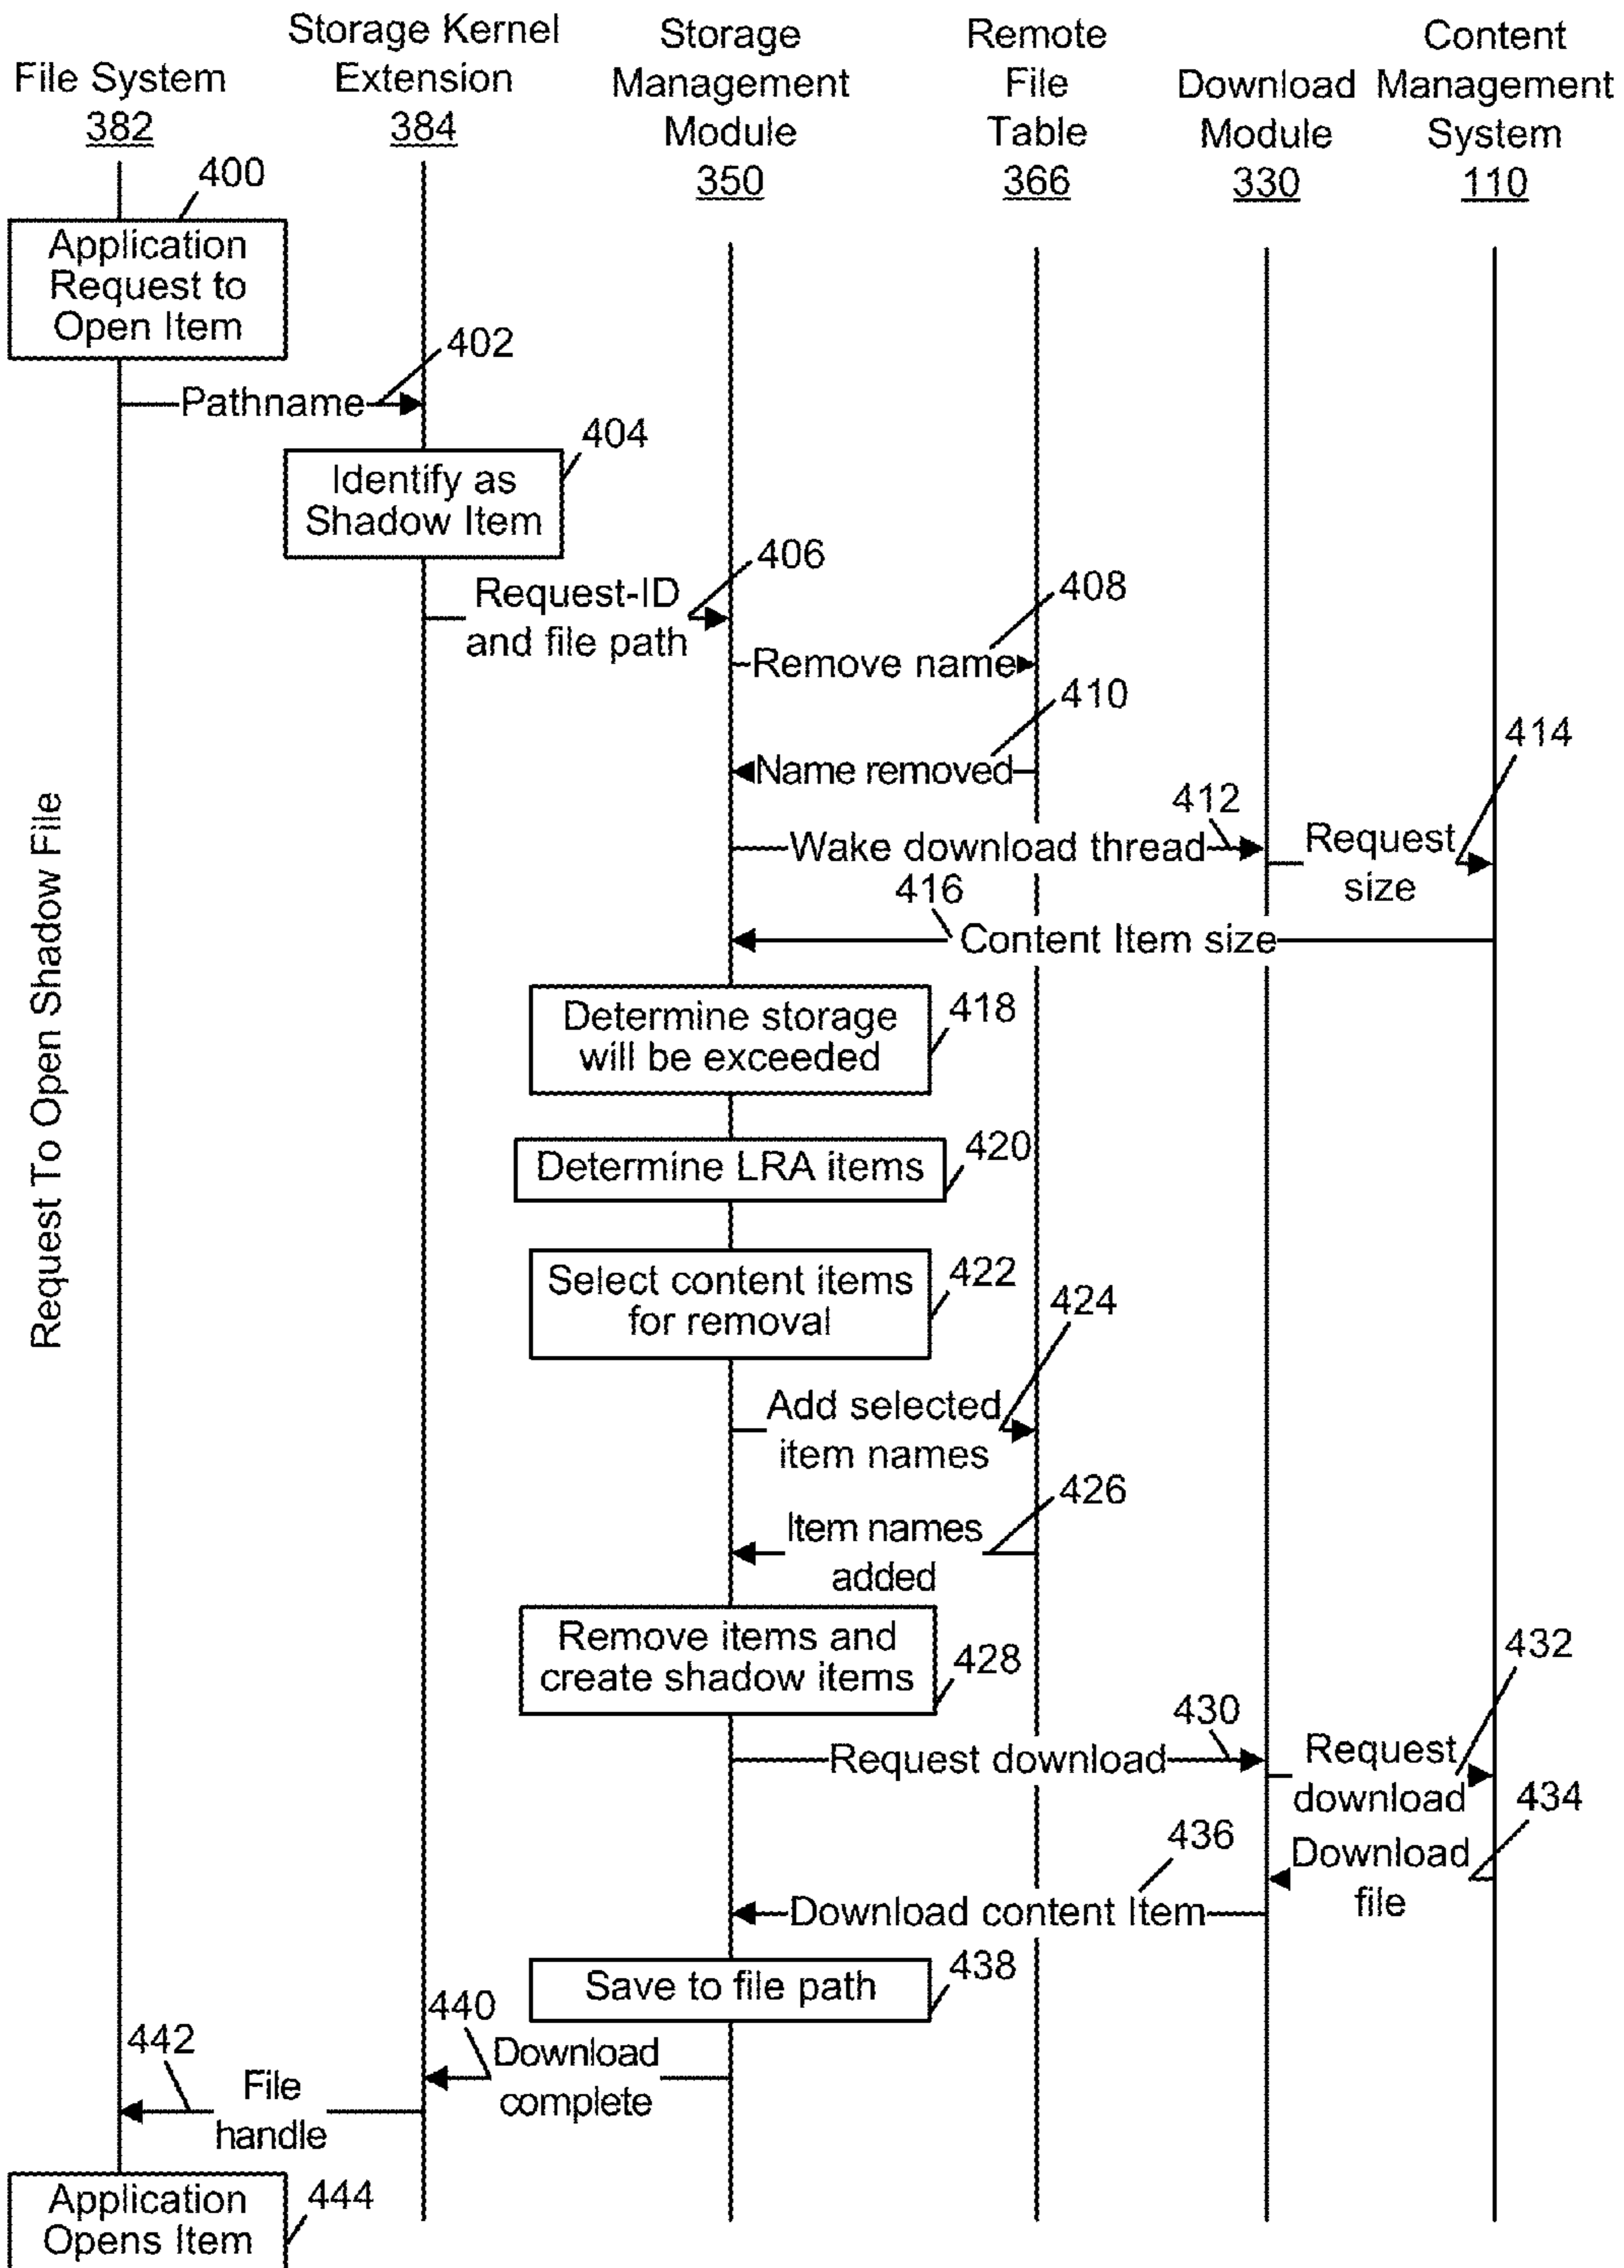 Storage Kernel
Extension
384
File System
382
Storage
Management
Module
350
Remote
File
Table
366
Download
Module
330
Content
Management
System
110
400
Application
Request to
Open Item
402
Pathname
404
Identify as
Shadow Item
406
Request-ID
and file path
408
Remove name
410
Name removed
412
Wake download thread
414
Request
size
416
Content Item size
418
Determine storage
will be exceeded
420
Determine LRA items
422
Select content items
for removal
424
Add selected
item names
426
Item names
added
Remove items and
create shadow items
428
430
Request download
432
Request
download
434
Download
file
436
Download content Item
438
Save to file path
440
Download
complete
442
File
handle
Application
Opens Item
444
Request To Open Shadow File